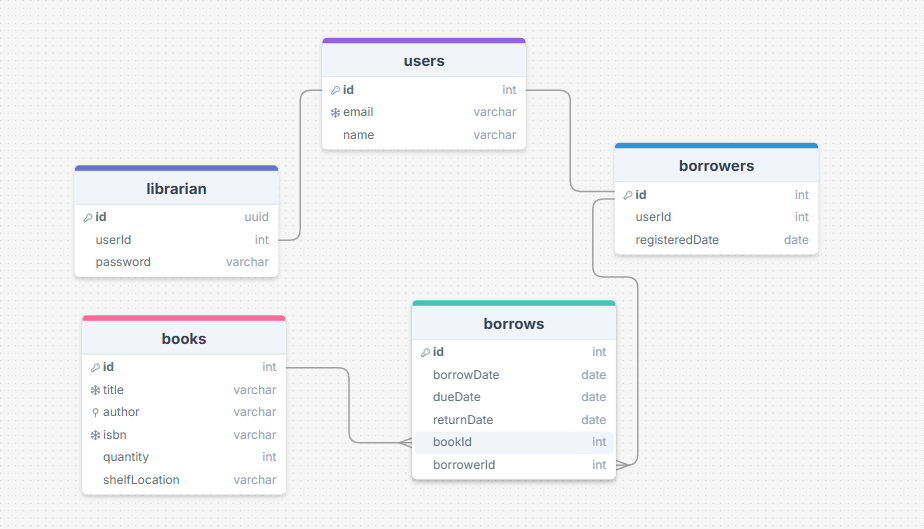 users
id int
email varchar
name varchar
borrowers
id int
userId int
registeredDate date
librarian
id uuid
userId int
password varchar
books
id int
title varchar
author varchar
isbn varchar
quantity int
shelfLocation varchar
borrows
id int
borrowDate date
dueDate date
returnDate date
bookId int
borrowerId int